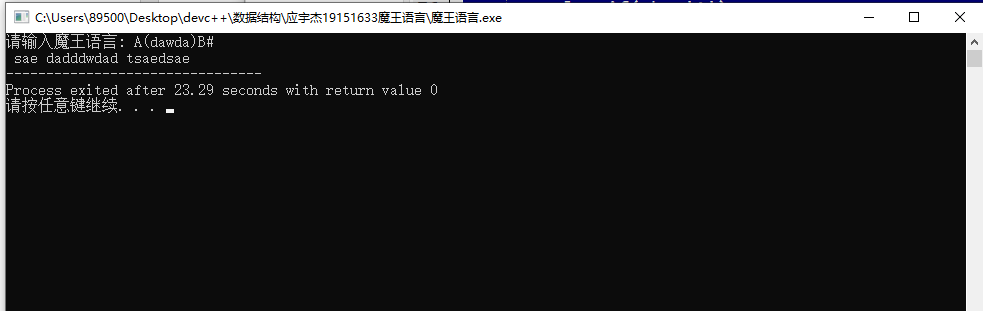 C:\Users\89500\Desktop\devc++\数据结构\应宇杰19151633魔王语言\魔王语言.exe
请输入魔王语言: A(dawda)B#
 sae dadddwdad tsaedsae
--------------------------------
Process exited after 23.29 seconds with return value 0
请按任意键继续. . .